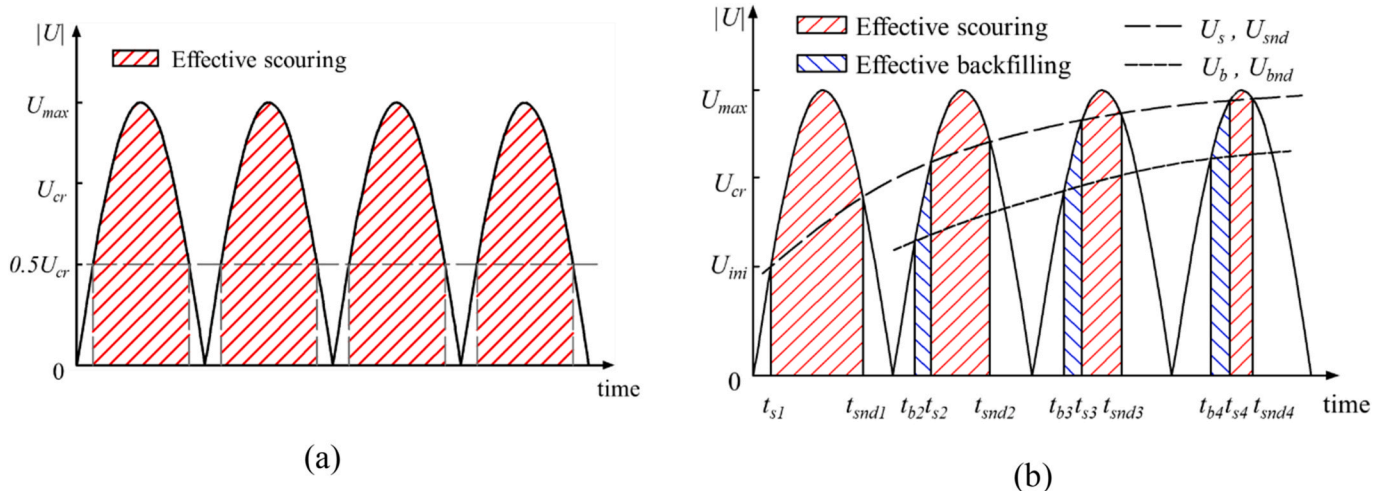 (a)
|U|
Effective scouring
U_max
U_cr
0.5U_cr
0
time
(a)
(b)
|U|
Effective scouring
U_s , U_snd
Effective backfilling
U_b , U_bnd
U_max
U_cr
U_ini
0
t_s1 t_snd1 t_b2 t_s2 t_snd2 t_b3 t_s3 t_snd3 t_b4 t_s4 t_snd4 time
(b)